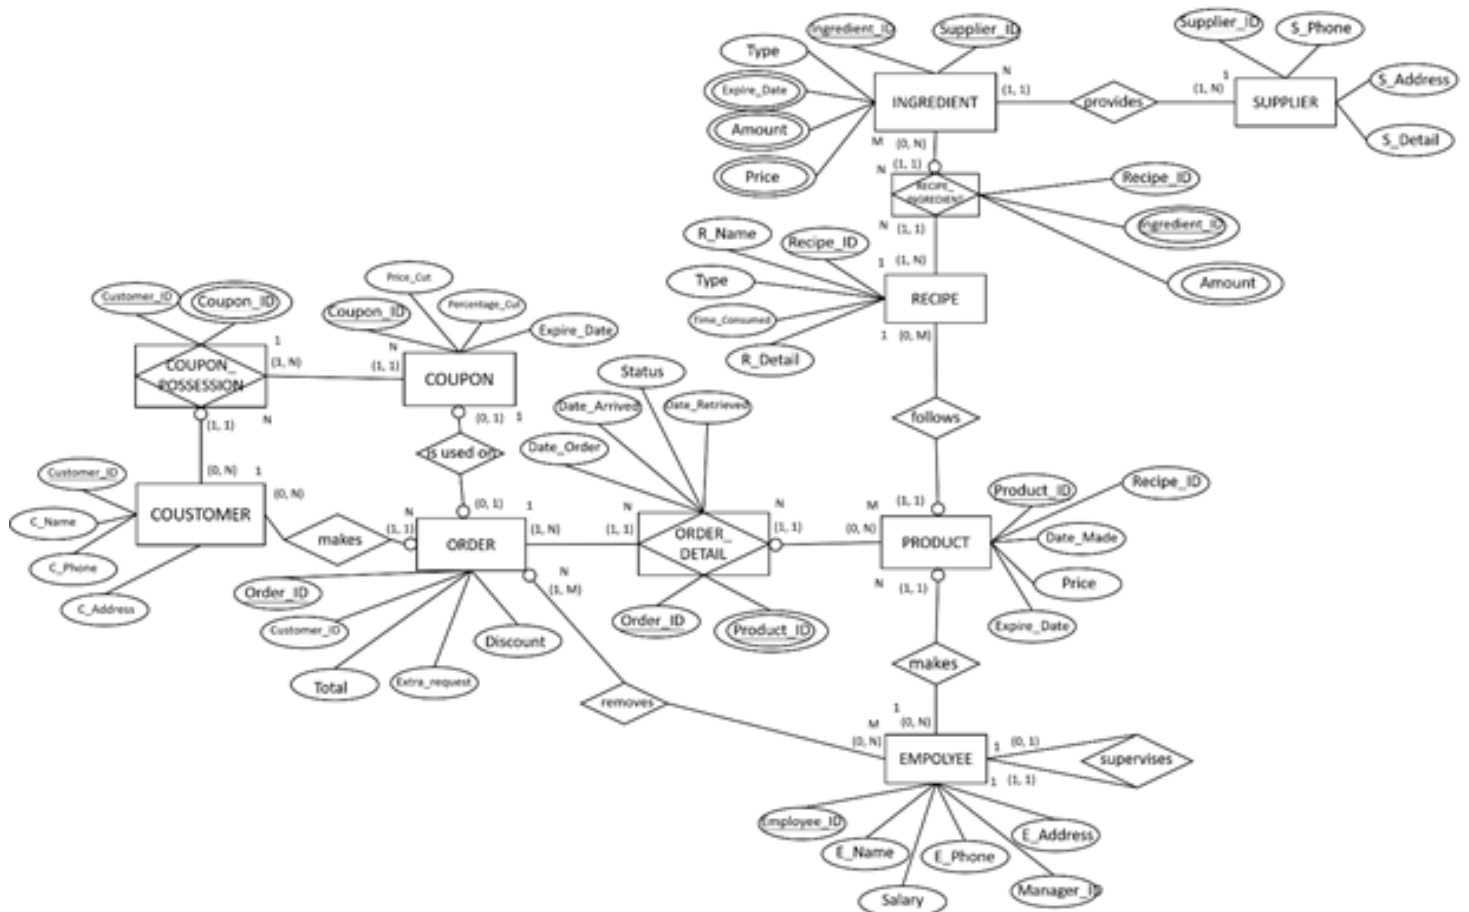 Ingredient_ID
Supplier_ID
Supplier_ID
S_Phone
Type
Expire_Date
Amount
Price
INGREDIENT
N
(1, 1)
provides
1
(1, N)
SUPPLIER
S_Address
S_Detail
M
(0, N)
N
(1, 1)
RECIPE_
INGREDIENT
Recipe_ID
Ingredient_ID
Amount
N
(1, 1)
R_Name
Recipe_ID
Type
Time_Consumed
R_Detail
1
(1, N)
RECIPE
1
(0, M)
Customer_ID
Coupon_ID
Price_Cut
Coupon_ID
Percentage_Cut
Expire_Date
COUPON_
POSSESSION
1
(1, N)
N
(1, 1)
COUPON
(1, 1)
N
(0, 1)
1
is used on
Status
Date_Arrived
Date_Retrieved
Date_Order
follows
(0, N)
1
Customer_ID
C_Name
C_Phone
C_Address
COUSTOMER
(0, N)
makes
N
(1, 1)
(0, 1)
1
(1, N)
ORDER
N
(1, 1)
ORDER_
DETAIL
N
(1, 1)
M
(0, N)
(1, 1)
PRODUCT
Product_ID
Recipe_ID
Date_Made
Price
Expire_Date
N
(1, 1)
N
(1, M)
Order_ID
Customer_ID
Total
Extra_request
Discount
Order_ID
Product_ID
makes
removes
1
(0, N)
M
(0, N)
EMPOLYEE
1
(0, 1)
1
(1, 1)
supervises
Employee_ID
E_Name
Salary
E_Phone
E_Address
Manager_ID